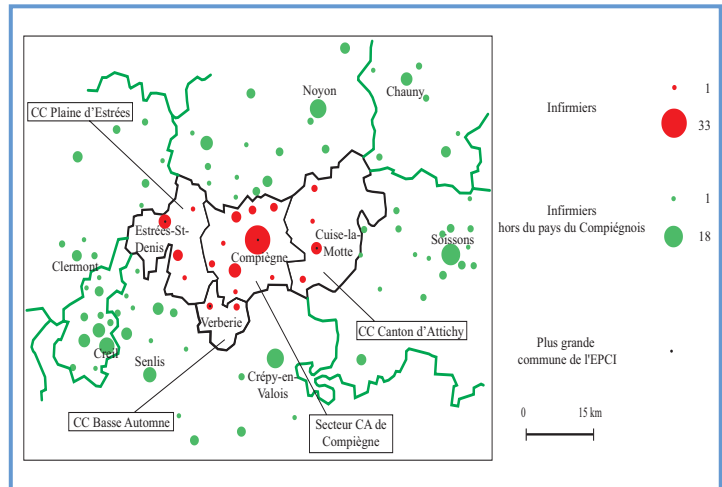 Noyon
Chauny
CC Plaine d'Estrées
Estrées-St-
Denis
Compiègne
Cuise-la-
Motte
Soissons
Clermont
Verberie
CC Canton d'Attichy
Creil
Senlis
Crépy-en-
Valois
CC Basse Automne
Secteur CA de
Compiègne
Infirmiers
1
33
Infirmiers
hors du pays du Compiégnois
1
18
Plus grande
commune de l'EPCI
0
15 km